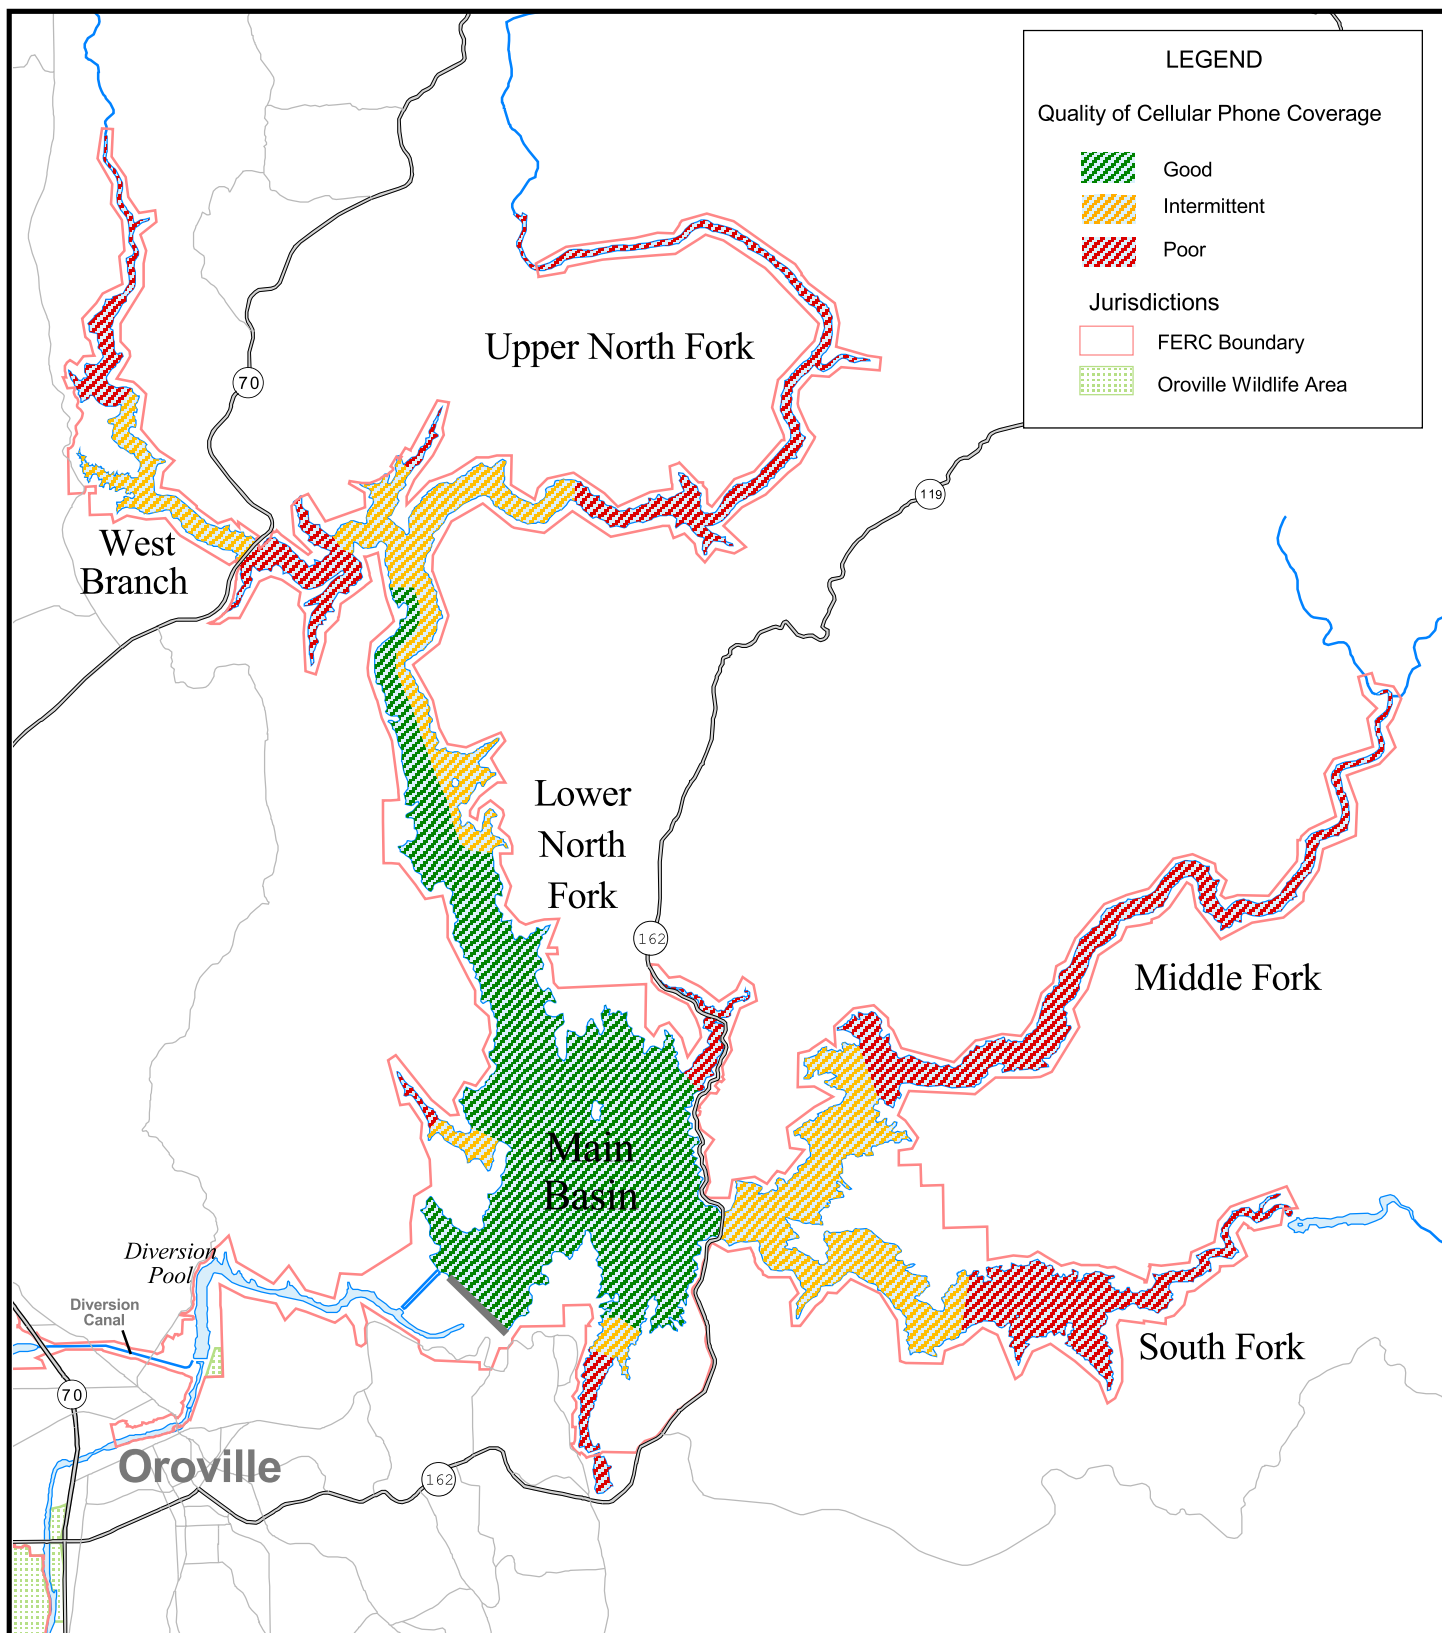 LEGEND
Quality of Cellular Phone Coverage
Good
Intermittent
Poor
Jurisdictions
FERC Boundary
Oroville Wildlife Area
Upper North Fork
70
119
West
Branch
Lower
North
Fork
162
Middle Fork
Main
Basin
Diversion
Pool
Diversion
Canal
South Fork
70
Oroville
162